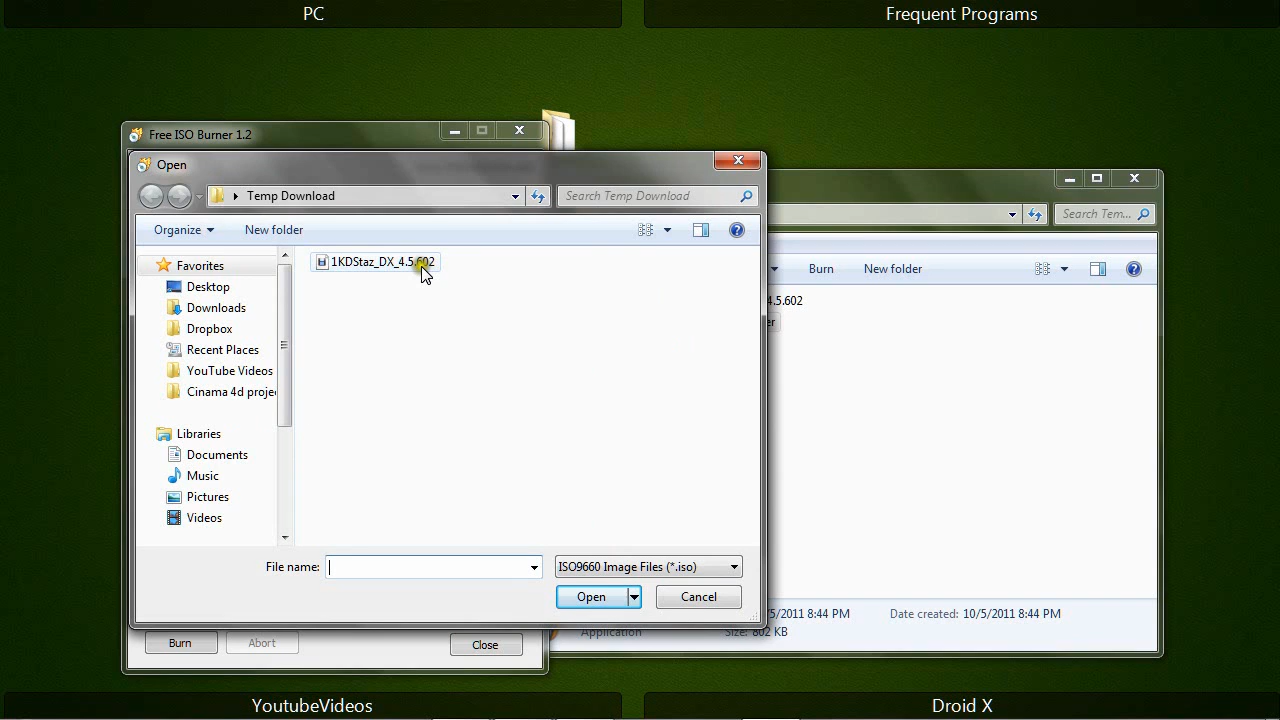 PC
Frequent Programs
Free ISO Burner 1.2
Open
Temp Download
Search Temp Download
Search Tem...
Organize
New folder
Burn
New folder
Favorites
Desktop
Downloads
Dropbox
Recent Places
YouTube Videos
Cinama 4d proje
Libraries
Documents
Music
Pictures
Videos
1KDStaz_DX_4.5.602
4.5.602
er
File name:
ISO9660 Image Files (*.iso)
Open
Cancel
/5/2011 8:44 PM
Date created: 10/5/2011 8:44 PM
Application
Size: 802 KB
Burn
Abort
Close
YoutubeVideos
Droid X